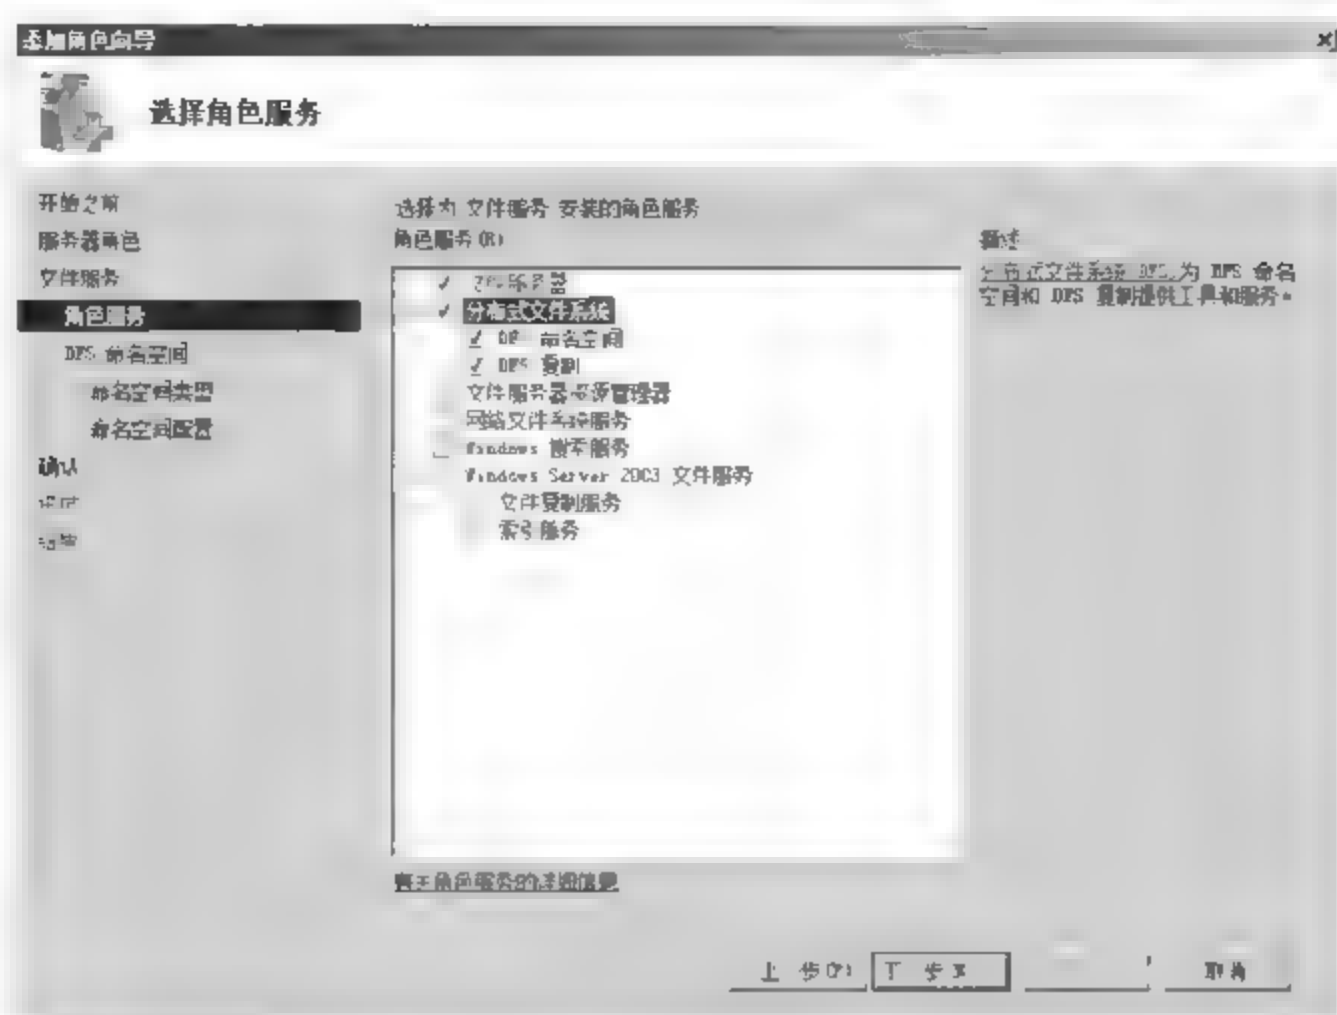 添加角色向导
选择角色服务
开始之前
服务器角色
文件服务
角色服务
DFS 命名空间
命名空间类型
命名空间配置
确认
选择为 文件服务 安装的角色服务
角色服务(R)
文件服务器
分布式文件系统
DFS 命名空间
DFS 复制
文件服务器资源管理器
网络文件系统服务
Windows 搜索服务
Windows Server 2003 文件服务
文件复制服务
索引服务
有关角色服务的详细信息
描述
分布式文件系统 DFS 为 DFS 命名
空间和 DFS 复制提供工具和服务。
上 步(P)
下 步
取消